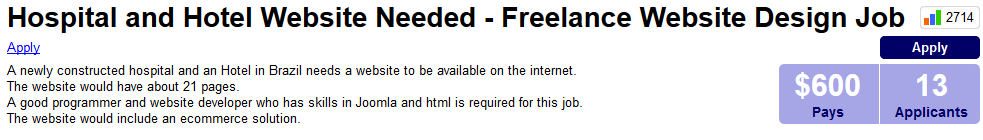 Hospital and Hotel Website Needed - Freelance Website Design Job
2714
Apply
Apply
A newly constructed hospital and an Hotel in Brazil needs a website to be available on the internet.
The website would have about 21 pages.
A good programmer and website developer who has skills in Joomla and html is required for this job.
The website would include an ecommerce solution.
$600
Pays
13
Applicants